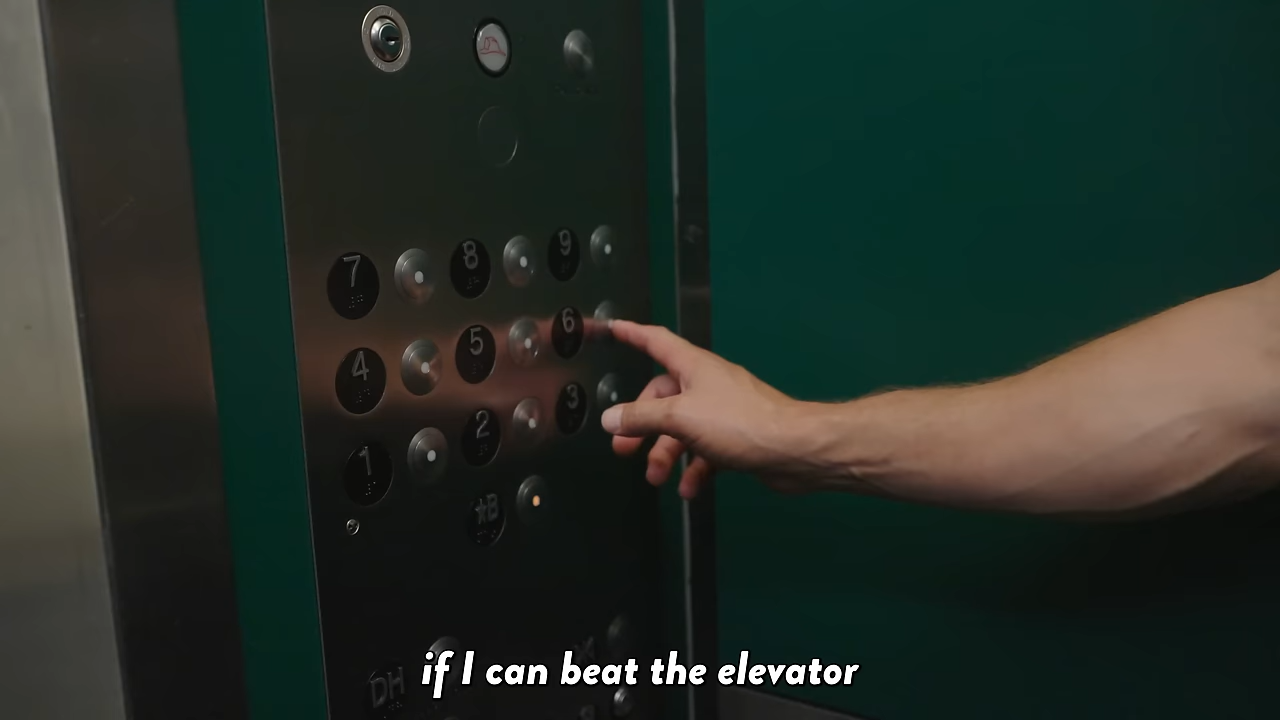 7 8 9
4 5 6
1 2 3
★B
DH
if I can beat the elevator